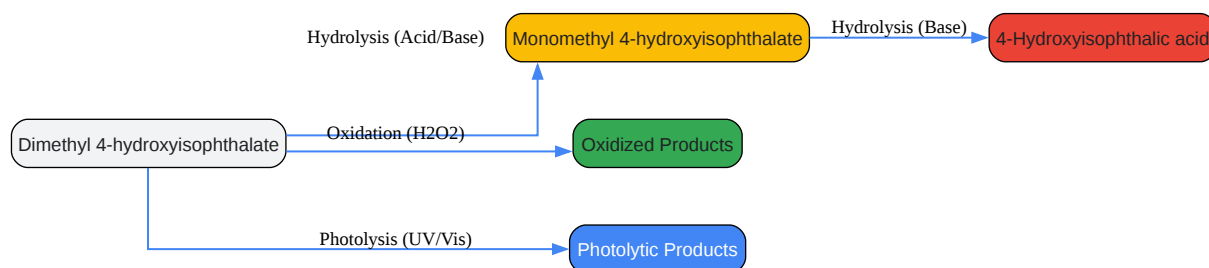 Hydrolysis (Acid/Base)
Monomethyl 4-hydroxyisophthalate
Hydrolysis (Base)
4-Hydroxyisophthalic acid
Dimethyl 4-hydroxyisophthalate
Oxidation (H2O2)
Oxidized Products
Photolysis (UV/Vis)
Photolytic Products